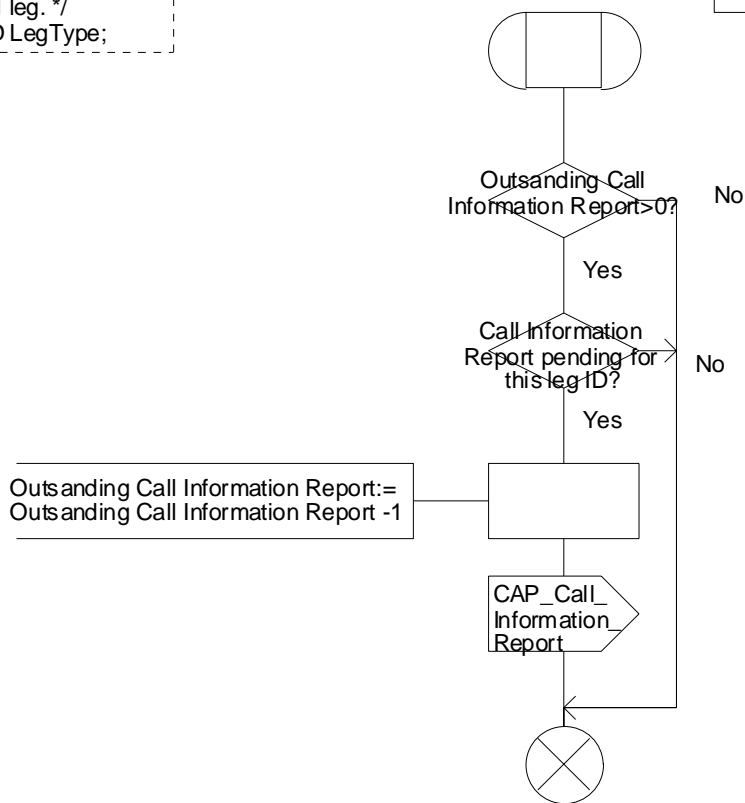 leg. */
LegType;
Outsanding Call
Information Report>0?
No
Yes
Call Information
Report pending for
this leg ID?
No
Yes
Outsanding Call Information Report:=
Outsanding Call Information Report -1
CAP_Call_
Information_
Report